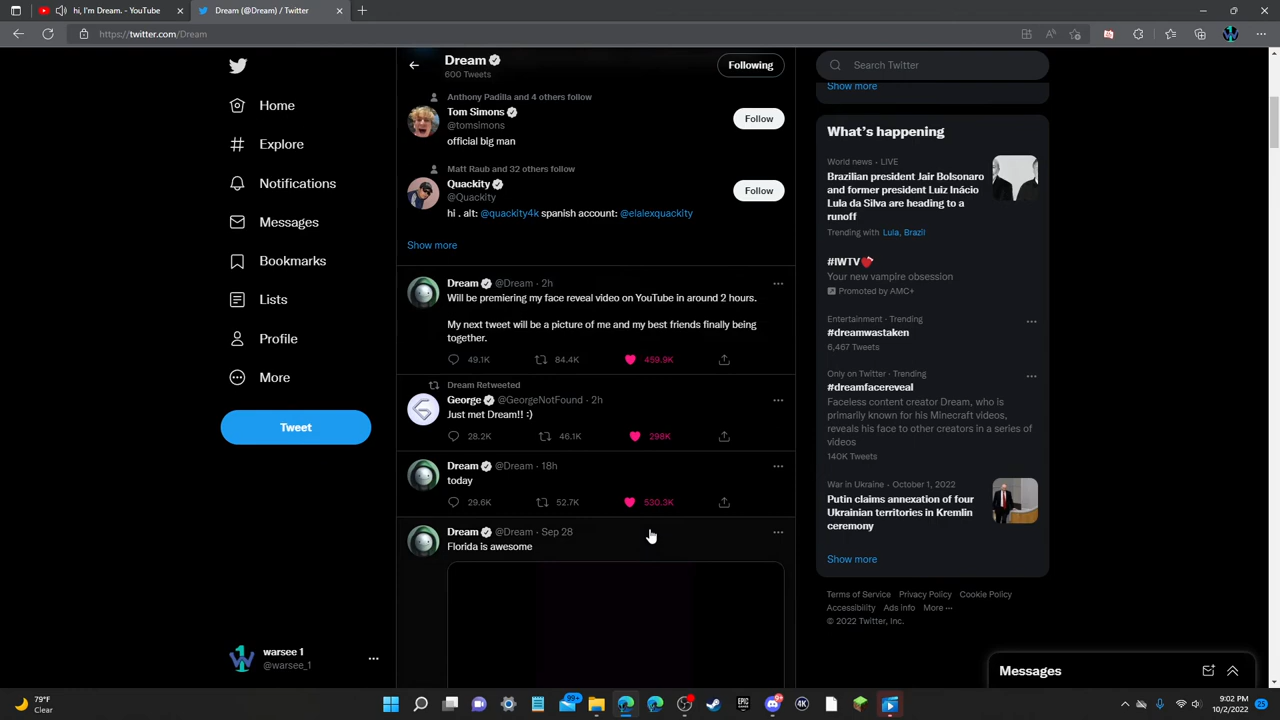 hi, I'm Dream. - YouTube
Dream (@Dream) / Twitter
https://twitter.com/Dream
Home
Explore
Notifications
Messages
Bookmarks
Lists
Profile
More
Tweet
warsee 1
@warsee_1
Dream
600 Tweets
Following
Anthony Padilla and 4 others follow
Tom Simons
@tomsimons
official big man
Follow
Matt Raub and 32 others follow
Quackity
@Quackity
hi . alt: @quackity4k spanish account: @elalexquackity
Follow
Show more
Dream @Dream · 2h
Will be premiering my face reveal video on YouTube in around 2 hours.
My next tweet will be a picture of me and my best friends finally being
together.
49.1K 84.4K 459.9K
Dream Retweeted
George @GeorgeNotFound · 2h
Just met Dream!! :)
28.2K 46.1K 298K
Dream @Dream · 18h
today
29.6K 52.7K 530.3K
Dream @Dream · Sep 28
Florida is awesome
Search Twitter
Show more
What's happening
World news · LIVE
Brazilian president Jair Bolsonaro
and former president Luiz Inácio
Lula da Silva are heading to a
runoff
Trending with Lula, Brazil
#IWTV
Your new vampire obsession
Promoted by AMC+
Entertainment · Trending
#dreamwastaken
6,467 Tweets
Only on Twitter · Trending
#dreamfacereveal
Faceless content creator Dream, who is
primarily known for his Minecraft videos,
reveals his face to other creators in a series of
videos
140K Tweets
War in Ukraine · October 1, 2022
Putin claims annexation of four
Ukrainian territories in Kremlin
ceremony
Show more
Terms of Service Privacy Policy Cookie Policy
Accessibility Ads info More ···
© 2022 Twitter, Inc.
Messages
79°F
Clear
99+
EPIC
4K
9:02 PM
10/2/2022
25